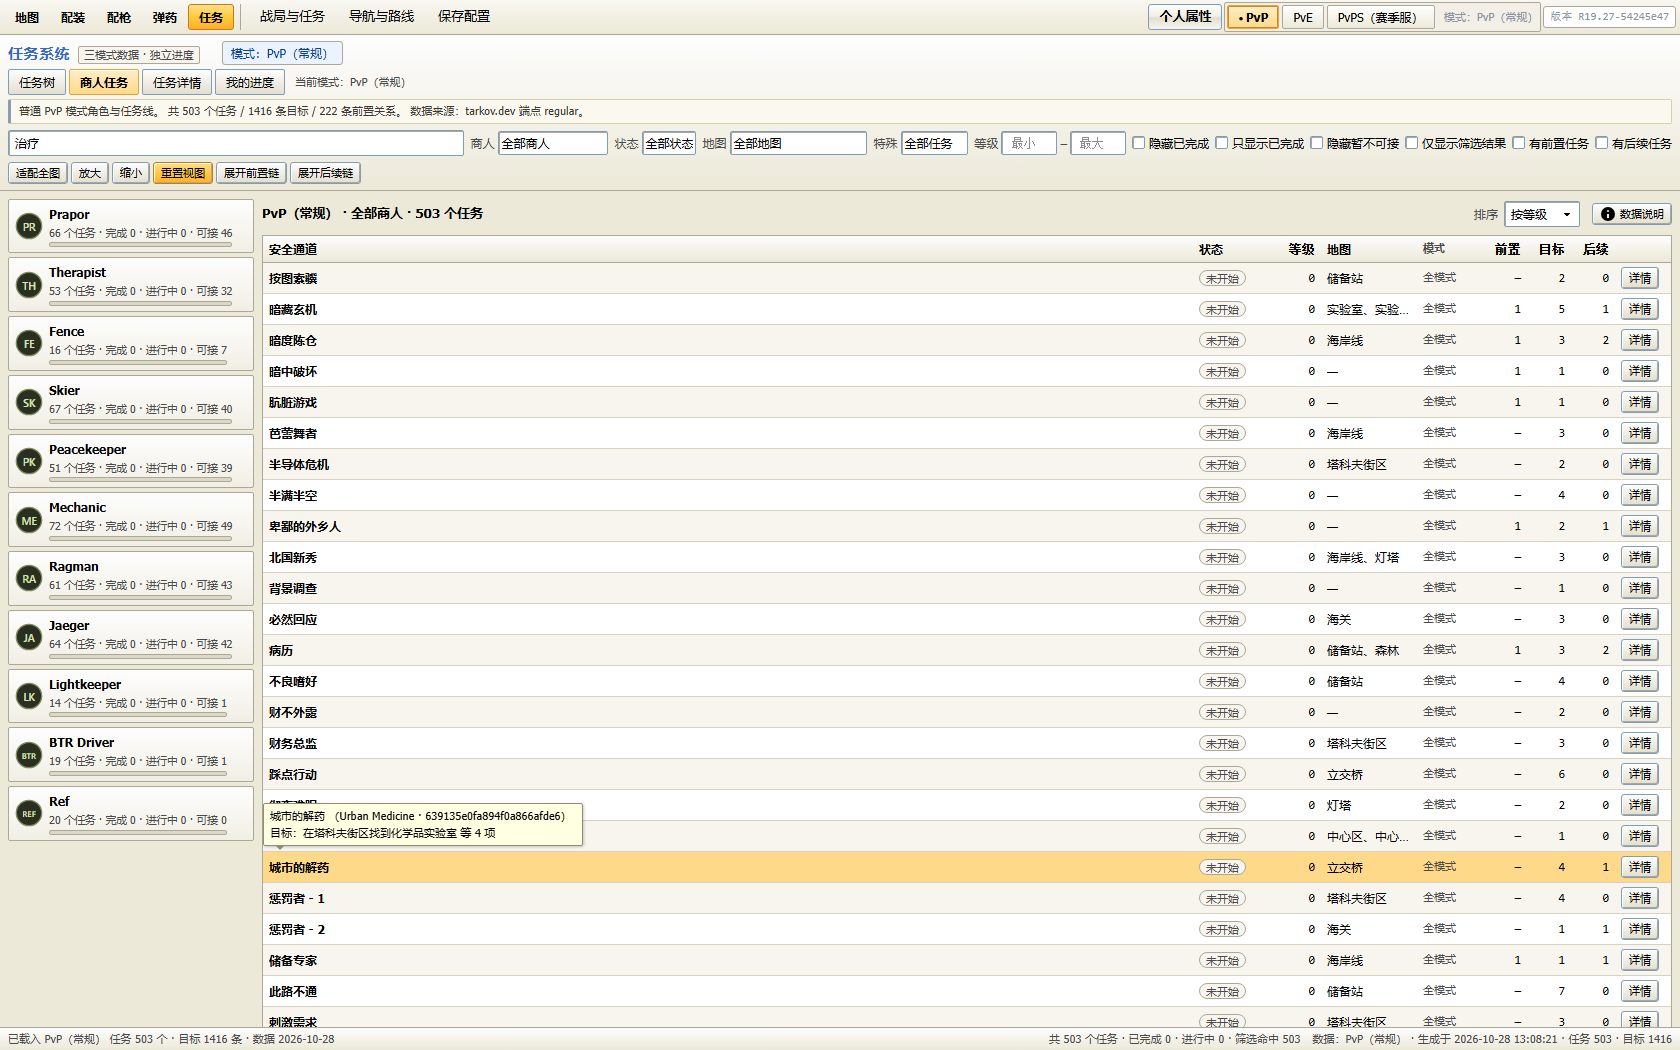 地图 配装 配枪 弹药 任务 战局与任务 导航与路线 保存配置 个人属性 • PvP PvE PvPS（赛季服） 模式：PvP（常规） 版本 R19.27-54245e47
任务系统 三模式数据 · 独立进度 模式：PvP（常规）
任务树 商人任务 任务详情 我的进度 当前模式：PvP（常规）
普通 PvP 模式角色与任务线。 共 503 个任务 / 1416 条目标 / 222 条前置关系。 数据来源：tarkov.dev 端点 regular。
治疗 商人 全部商人 状态 全部状态 地图 全部地图 特殊 全部任务 等级 最小 – 最大 隐藏已完成 只显示已完成 隐藏暂不可接 仅显示筛选结果 有前置任务 有后续任务
适配全图 放大 缩小 重置视图 展开前置链 展开后续链
PR Prapor
66 个任务 · 完成 0 · 进行中 0 · 可接 46
TH Therapist
53 个任务 · 完成 0 · 进行中 0 · 可接 32
FE Fence
16 个任务 · 完成 0 · 进行中 0 · 可接 7
SK Skier
67 个任务 · 完成 0 · 进行中 0 · 可接 40
PK Peacekeeper
51 个任务 · 完成 0 · 进行中 0 · 可接 39
ME Mechanic
72 个任务 · 完成 0 · 进行中 0 · 可接 49
RA Ragman
61 个任务 · 完成 0 · 进行中 0 · 可接 43
JA Jaeger
64 个任务 · 完成 0 · 进行中 0 · 可接 42
LK Lightkeeper
14 个任务 · 完成 0 · 进行中 0 · 可接 1
BTR BTR Driver
19 个任务 · 完成 0 · 进行中 0 · 可接 1
REF Ref
20 个任务 · 完成 0 · 进行中 0 · 可接 0
PvP（常规） · 全部商人 · 503 个任务 排序 按等级 数据说明
安全通道 状态 等级 地图 模式 前置 目标 后续
按图索骥 未开始 0 储备站 全模式 — 2 0 详情
暗藏玄机 未开始 0 实验室、实验… 全模式 1 5 1 详情
暗度陈仓 未开始 0 海岸线 全模式 1 3 2 详情
暗中破坏 未开始 0 — 全模式 1 1 0 详情
肮脏游戏 未开始 0 — 全模式 1 1 0 详情
芭蕾舞者 未开始 0 海岸线 全模式 — 3 0 详情
半导体危机 未开始 0 塔科夫街区 全模式 — 2 0 详情
半满半空 未开始 0 — 全模式 — 4 0 详情
卑鄙的外乡人 未开始 0 — 全模式 1 2 1 详情
北国新秀 未开始 0 海岸线、灯塔 全模式 — 3 0 详情
背景调查 未开始 0 — 全模式 — 1 0 详情
必然回应 未开始 0 海关 全模式 — 3 0 详情
病历 未开始 0 储备站、森林 全模式 1 3 2 详情
不良嗜好 未开始 0 储备站 全模式 — 4 0 详情
财不外露 未开始 0 — 全模式 — 2 0 详情
财务总监 未开始 0 塔科夫街区 全模式 — 3 0 详情
踩点行动 未开始 0 立交桥 全模式 — 6 0 详情
未开始 0 灯塔 全模式 — 2 0 详情
城市的解药 （Urban Medicine · 639135e0fa894f0a866afde6）
目标：在塔科夫街区找到化学品实验室 等 4 项
未开始 0 中心区、中心… 全模式 — 1 0 详情
城市的解药 未开始 0 立交桥 全模式 — 4 1 详情
惩罚者 - 1 未开始 0 塔科夫街区 全模式 — 4 0 详情
惩罚者 - 2 未开始 0 海关 全模式 — 1 1 详情
储备专家 未开始 0 海岸线 全模式 1 1 1 详情
此路不通 未开始 0 储备站 全模式 — 7 0 详情
刺激需求 未开始 0 塔科夫街区 全模式 — 3 0 详情
已载入 PvP（常规） 任务 503 个 · 目标 1416 条 · 数据 2026-10-28 共 503 个任务 · 已完成 0 · 进行中 0 · 筛选命中 503 数据：PvP（常规） · 生成于 2026-10-28 13:08:21 · 任务 503 · 目标 1416